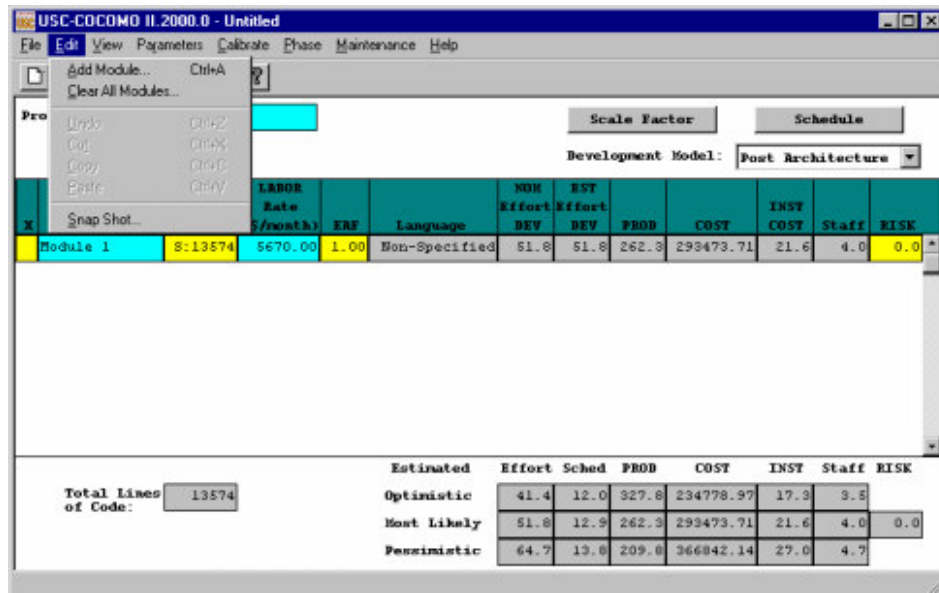 USC-COCOMO II.2000.0 - Untitled
File Edit View Parameters Calibrate Phase Maintenance Help
Add Module... Ctrl+A
Clear All Modules...
Undo Ctrl+Z
Cut Ctrl+X
Copy Ctrl+C
Paste Ctrl+V
Snap Shot...
?
Pro
Scale Factor Schedule
Development Model: Post Architecture
X LABOR Rate $/month) EAF Language NOM Effort DEV EST Effort DEV PROD COST INST COST Staff RISK
Module 1 S:13574 5670.00 1.00 Non-Specified 51.8 51.8 262.3 293473.71 21.6 4.0 0.0
Estimated Effort Sched PROD COST INST Staff RISK
Total Lines of Code: 13574
Optimistic 41.4 12.0 327.8 234778.97 17.3 3.5
Most Likely 51.8 12.9 262.3 293473.71 21.6 4.0 0.0
Pessimistic 64.7 13.8 209.8 366842.14 27.0 4.7